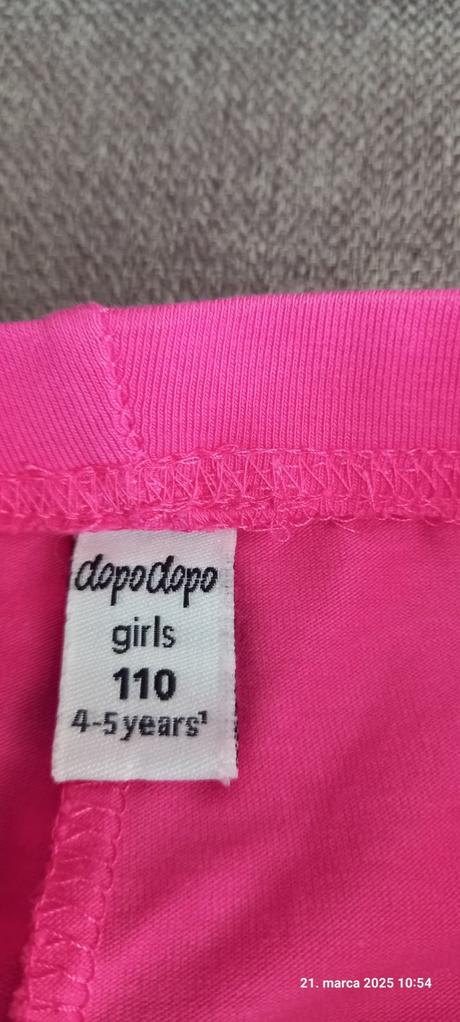 dopodopo
girls
110
4-5 years¹
21. marca 2025 10:54